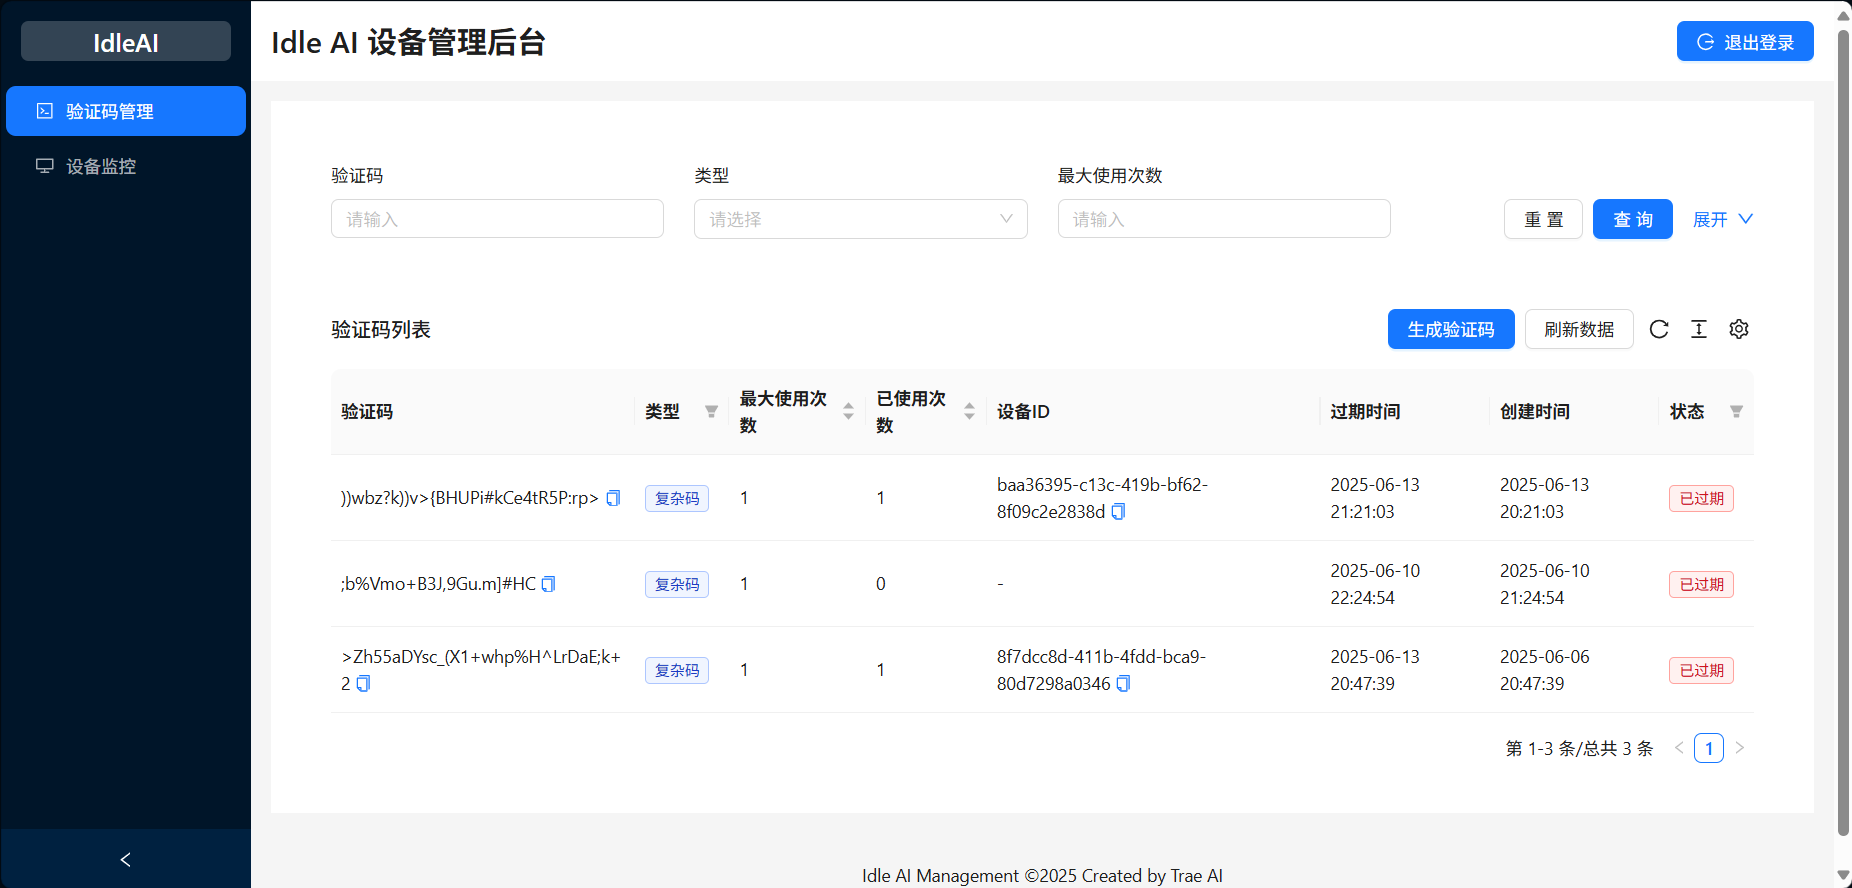 IdleAI
Idle AI 设备管理后台
退出登录
验证码管理
设备监控
验证码
类型
最大使用次数
请输入
请选择
请输入
重 置
查 询
展开
验证码列表
生成验证码
刷新数据
验证码
类型
最大使用次
数
已使用次
数
设备ID
过期时间
创建时间
状态
))wbz?k))v>{BHUPi#kCe4tR5P:rp>
复杂码
1
1
baa36395-c13c-419b-bf62-
8f09c2e2838d
2025-06-13
21:21:03
2025-06-13
20:21:03
已过期
;b%Vmo+B3J,9Gu.m]#HC
复杂码
1
0
-
2025-06-10
22:24:54
2025-06-10
21:24:54
已过期
>Zh55aDYsc_(X1+whp%H^LrDaE;k+
2
复杂码
1
1
8f7dcc8d-411b-4fdd-bca9-
80d7298a0346
2025-06-13
20:47:39
2025-06-06
20:47:39
已过期
第 1-3 条/总共 3 条
1
Idle AI Management ©2025 Created by Trae AI